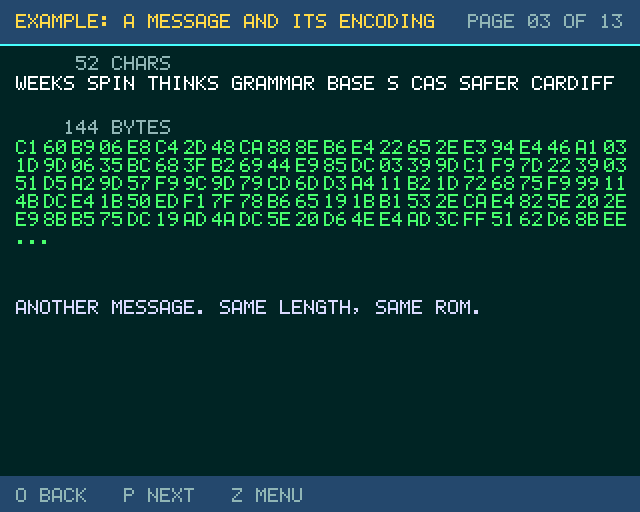 EXAMPLE: A MESSAGE AND ITS ENCODING PAGE 03 OF 13
52 CHARS
WEEKS SPIN THINKS GRAMMAR BASE S CAS SAFER CARDIFF
144 BYTES
C1 60 B9 06 E8 C4 2D 48 CA 88 8E B6 E4 22 65 2E E3 94 E4 46 A1 03
1D 9D 06 35 BC 68 3F B2 69 44 E9 85 DC 03 39 9D C1 F9 7D 22 39 03
51 D5 A2 9D 57 F9 9C 9D 79 CD 6D D3 A4 11 B2 1D 72 68 75 F9 99 11
4B DC E4 1B 50 ED F1 7F 78 B6 65 19 1B B1 53 2E CA E4 82 5E 20 2E
E9 8B B5 75 DC 19 AD 4A DC 5E 20 D6 4E E4 AD 3C FF 51 62 D6 8B EE
...
ANOTHER MESSAGE. SAME LENGTH, SAME ROM.
O BACK P NEXT Z MENU